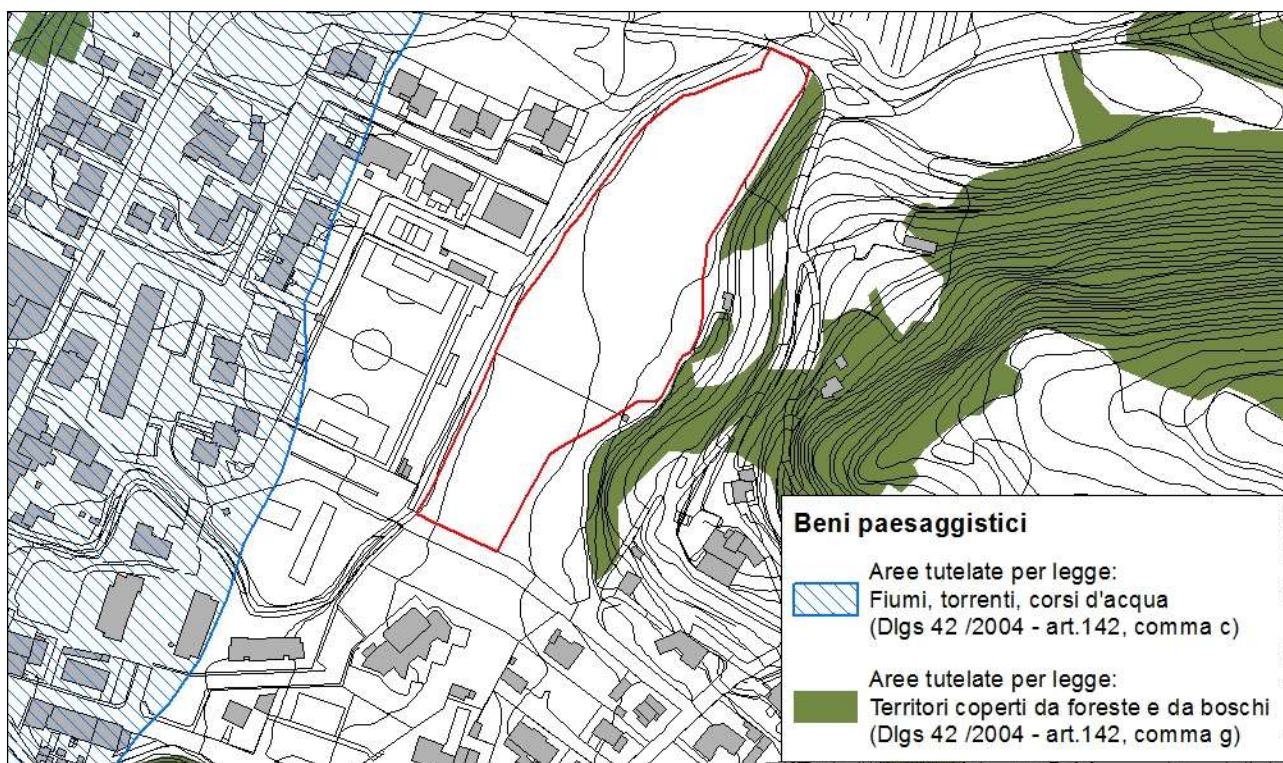 Beni paesaggistici
Aree tutelate per legge:
Fiumi, torrenti, corsi d'acqua
(Dlgs 42 /2004 - art.142, comma c)
Aree tutelate per legge:
Territori coperti da foreste e da boschi
(Dlgs 42 /2004 - art.142, comma g)